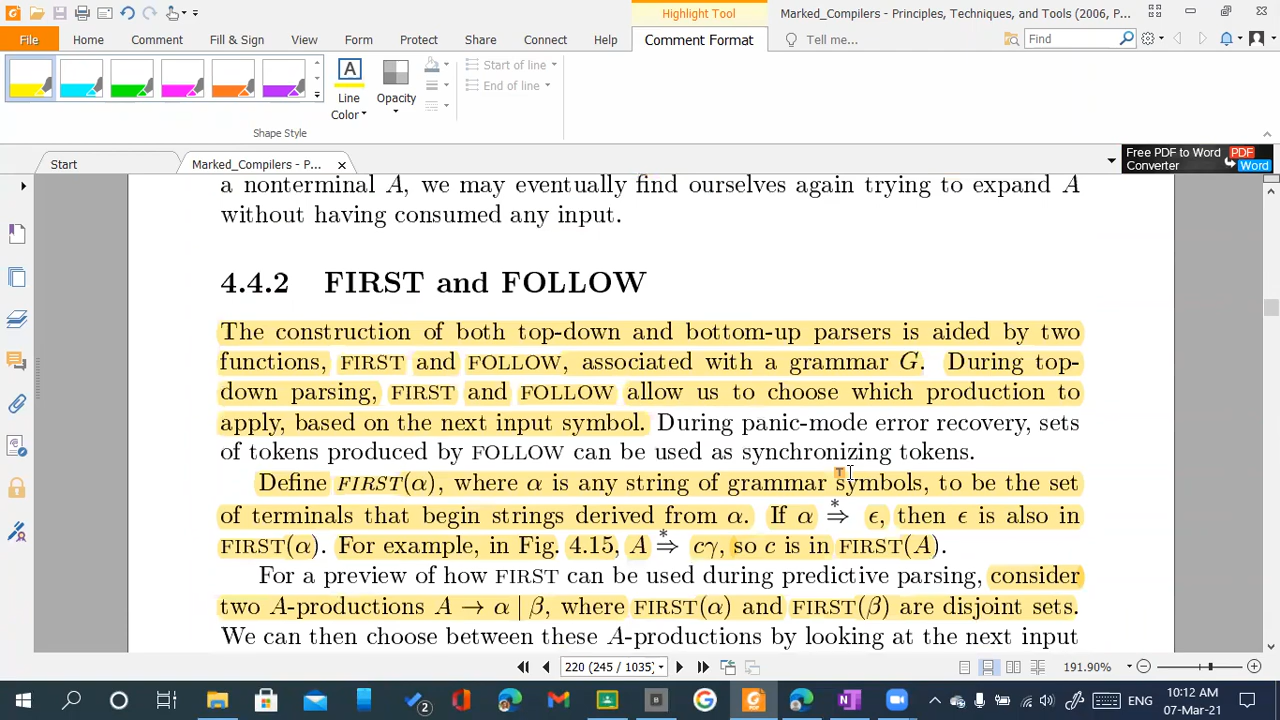 Highlight Tool
Marked_Compilers - Principles, Techniques, and Tools (2006, P...
File Home Comment Fill & Sign View Form Protect Share Connect Help Comment Format Tell me... Find
Line Color
Opacity
Start of line
End of line
Shape Style
Start
Marked_Compilers - P...
Free PDF to Word Converter
PDF Word
a nonterminal A, we may eventually find ourselves again trying to expand A
without having consumed any input.
4.4.2 FIRST and FOLLOW
The construction of both top-down and bottom-up parsers is aided by two
functions, FIRST and FOLLOW, associated with a grammar G. During top-
down parsing, FIRST and FOLLOW allow us to choose which production to
apply, based on the next input symbol. During panic-mode error recovery, sets
of tokens produced by FOLLOW can be used as synchronizing tokens.
Define FIRST(α), where α is any string of grammar symbols, to be the set
of terminals that begin strings derived from α. If α ⇒* ϵ, then ϵ is also in
FIRST(α). For example, in Fig. 4.15, A ⇒* cγ, so c is in FIRST(A).
For a preview of how FIRST can be used during predictive parsing, consider
two A-productions A → α | β, where FIRST(α) and FIRST(β) are disjoint sets.
We can then choose between these A-productions by looking at the next input
220 (245 / 1035)
191.90%
2
ENG
10:12 AM
07-Mar-21